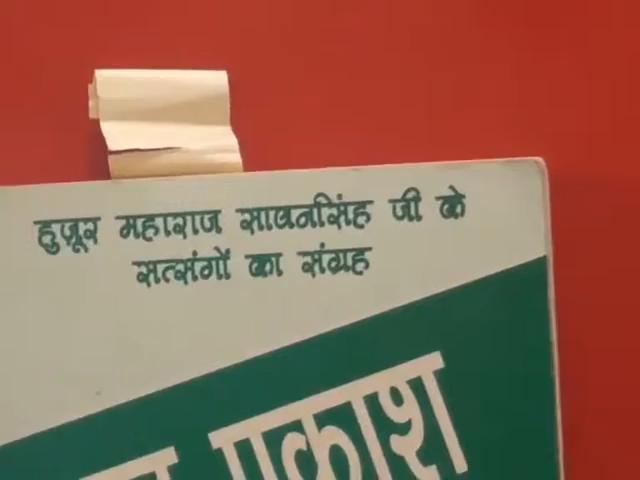 हुज़ूर महाराज सावनसिंह जी के
सत्संगों का संग्रह
प्रकाश